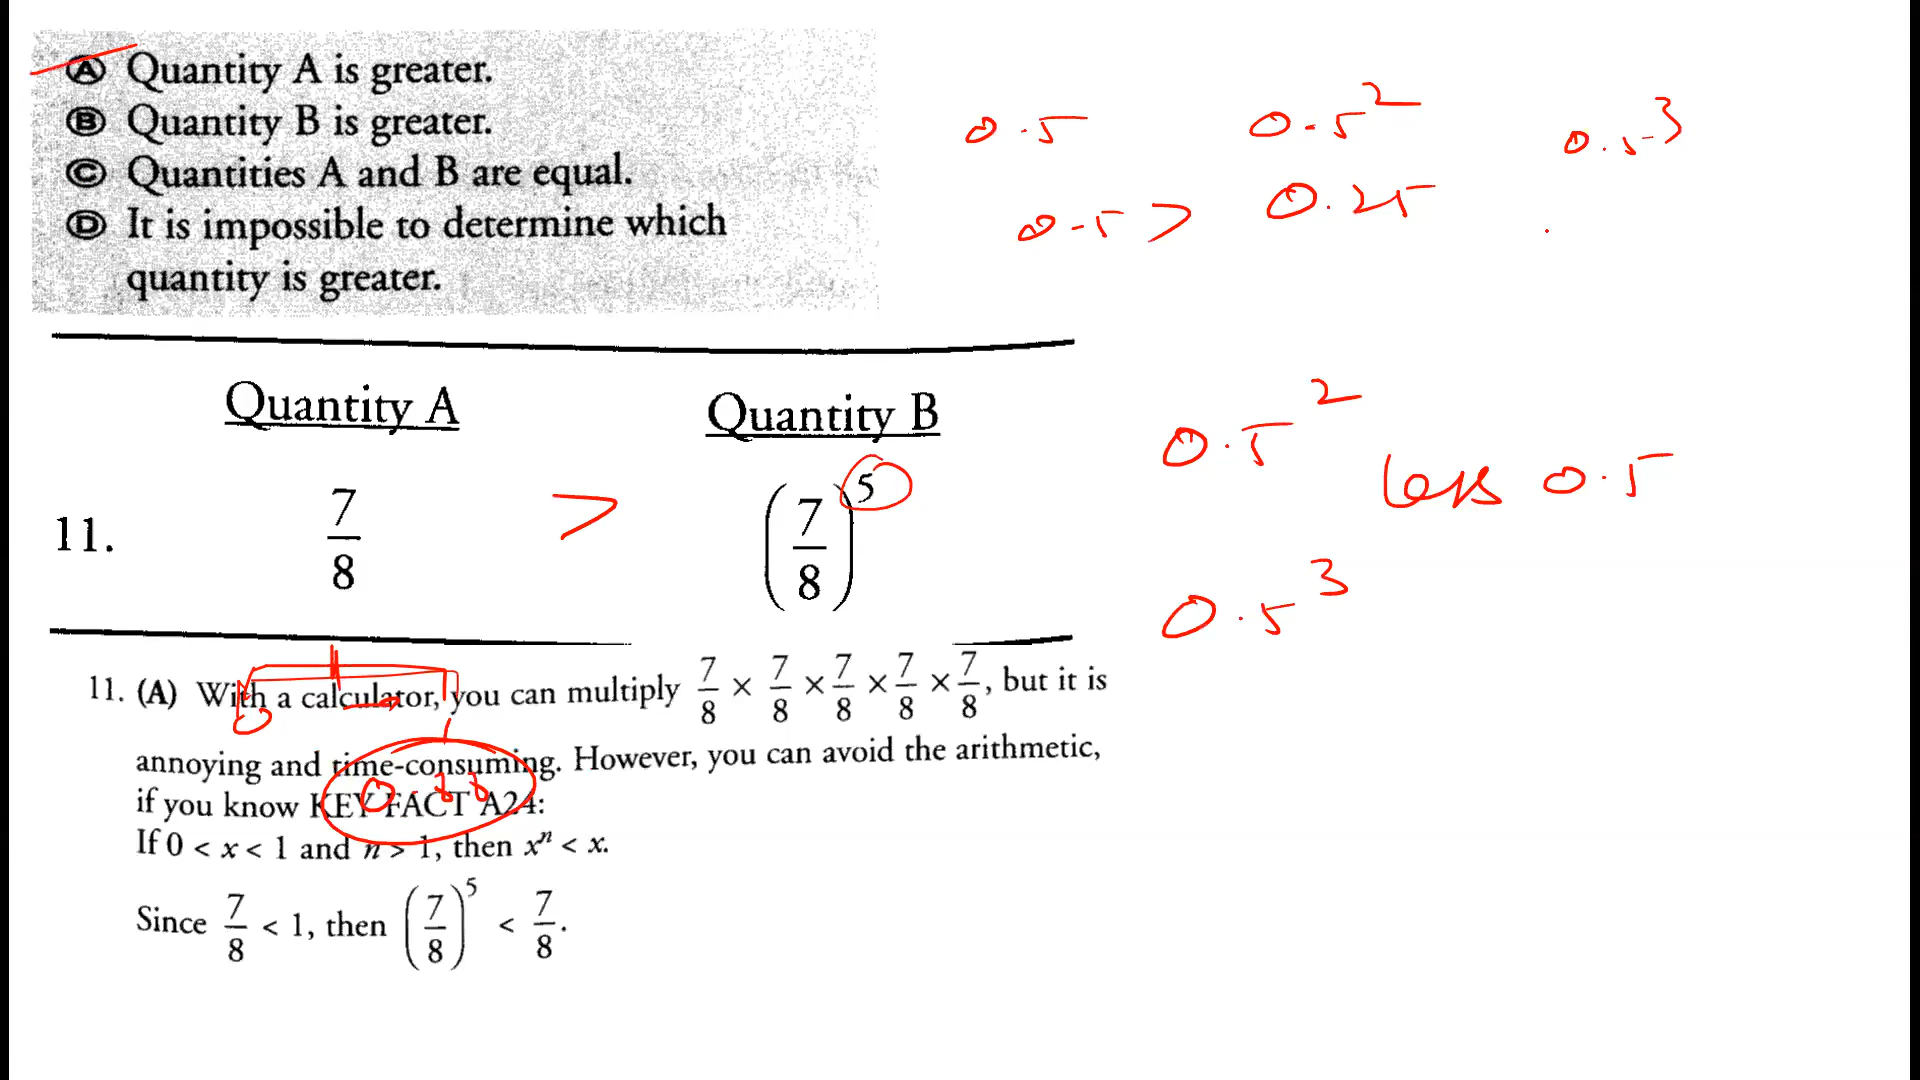 Ⓐ Quantity A is greater.
Ⓑ Quantity B is greater.
Ⓒ Quantities A and B are equal.
Ⓓ It is impossible to determine which
quantity is greater.
0.5 0.5² 0.5³
0.5 > 0.25
Quantity A Quantity B
11. 7/8 > (7/8)⁵
0.5² less 0.5
0.5³
11. (A) With a calculator, you can multiply 7/8 × 7/8 × 7/8 × 7/8 × 7/8, but it is
0 1
annoying and time-consuming. However, you can avoid the arithmetic,
0.88
if you know KEY FACT A24:
If 0 < x < 1 and n > 1, then xⁿ < x.
Since 7/8 < 1, then (7/8)⁵ < 7/8.